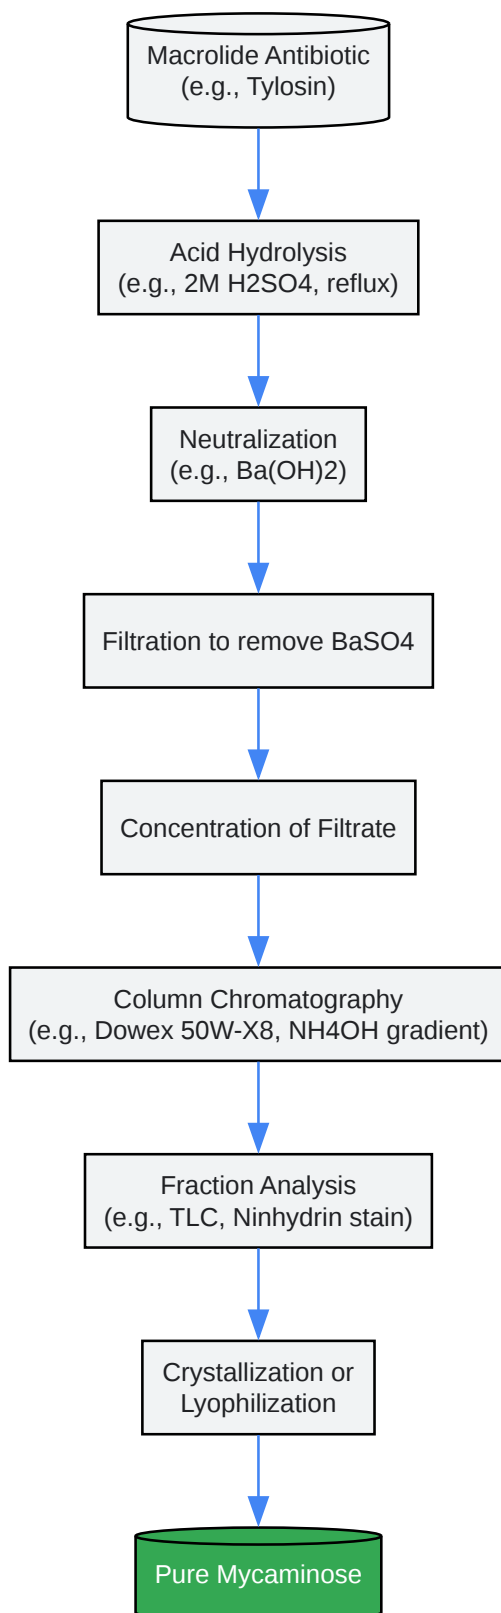 Macrolide Antibiotic
(e.g., Tylosin)
Acid Hydrolysis
(e.g., 2M H2SO4, reflux)
Neutralization
(e.g., Ba(OH)2)
Filtration to remove BaSO4
Concentration of Filtrate
Column Chromatography
(e.g., Dowex 50W-X8, NH4OH gradient)
Fraction Analysis
(e.g., TLC, Ninhydrin stain)
Crystallization or
Lyophilization
Pure Mycaminose